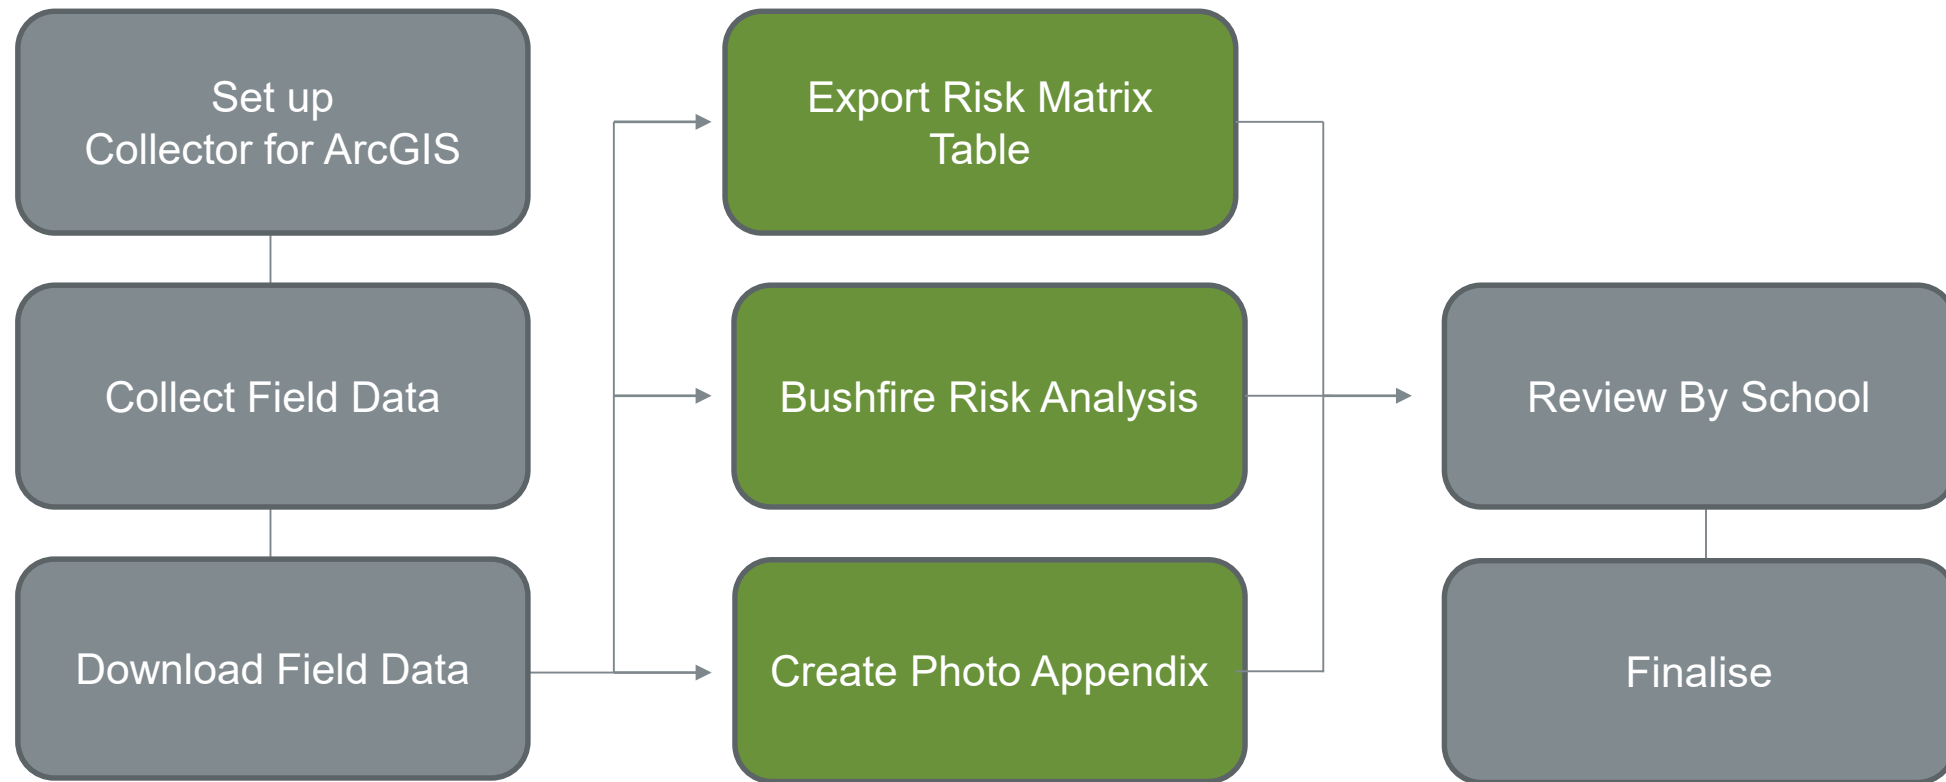 Set up
Collector for ArcGIS
Collect Field Data
Download Field Data
Export Risk Matrix
Table
Bushfire Risk Analysis
Create Photo Appendix
Review By School
Finalise